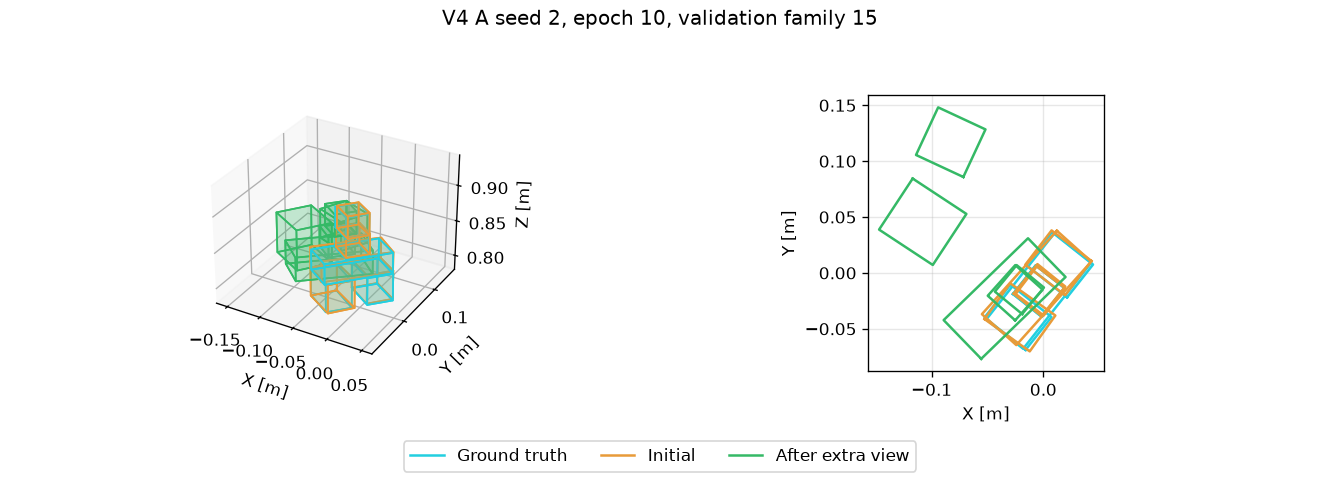 V4 A seed 2, epoch 10, validation family 15
0.90
0.85
0.80
Z [m]
0.1
0.0
Y [m]
−0.15
−0.10
−0.05
0.00
0.05
X [m]
0.15
0.10
0.05
0.00
−0.05
Y [m]
−0.1
0.0
X [m]
Ground truth
Initial
After extra view